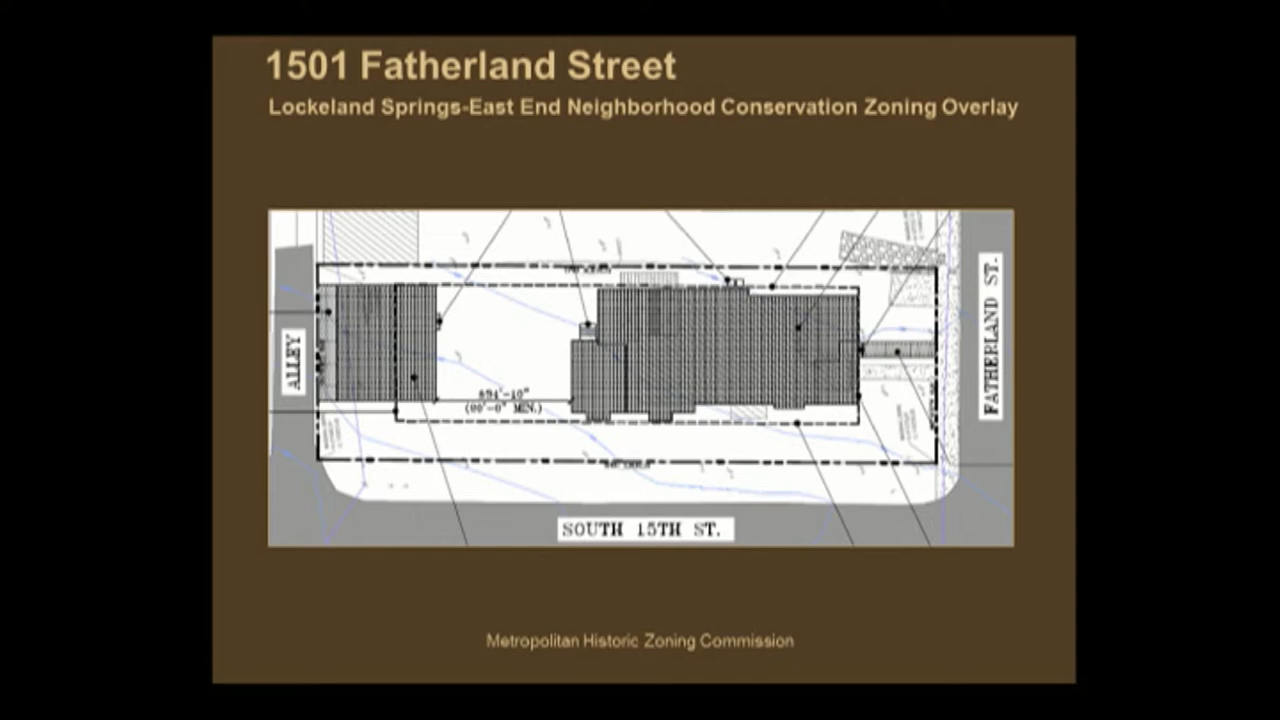 1501 Fatherland Street
Lockeland Springs-East End Neighborhood Conservation Zoning Overlay
ALLEY
FATHERLAND ST.
SOUTH 15TH ST.
Metropolitan Historic Zoning Commission